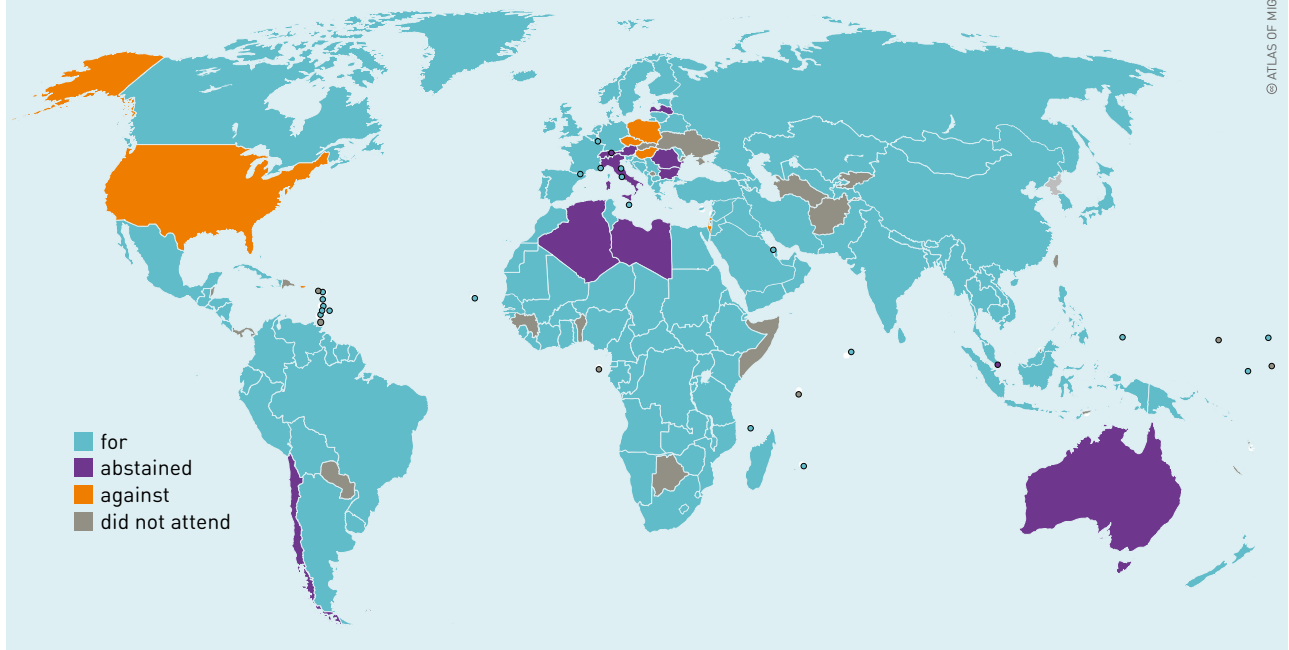 © ATLAS OF MIG
for
abstained
against
did not attend